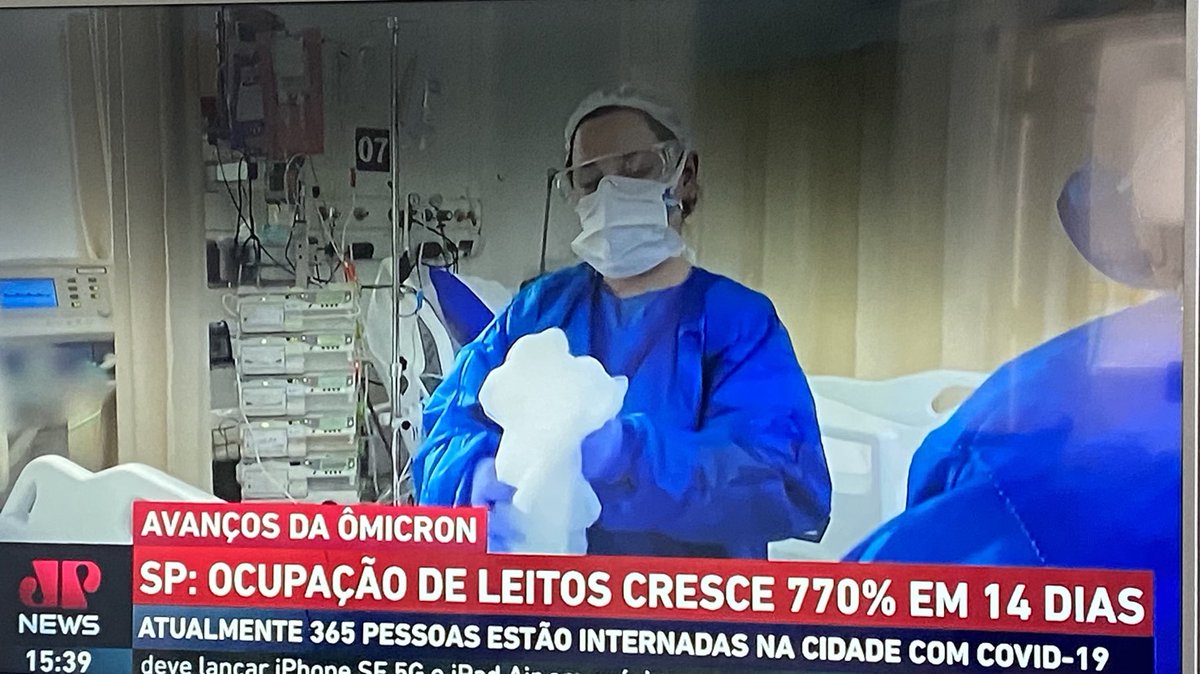 07
AVANÇOS DA ÔMICRON
SP: OCUPAÇÃO DE LEITOS CRESCE 770% EM 14 DIAS
JP
NEWS
ATUALMENTE 365 PESSOAS ESTÃO INTERNADAS NA CIDADE COM COVID-19
15:39
deve lançar iPhone SE 5G e iPad Air